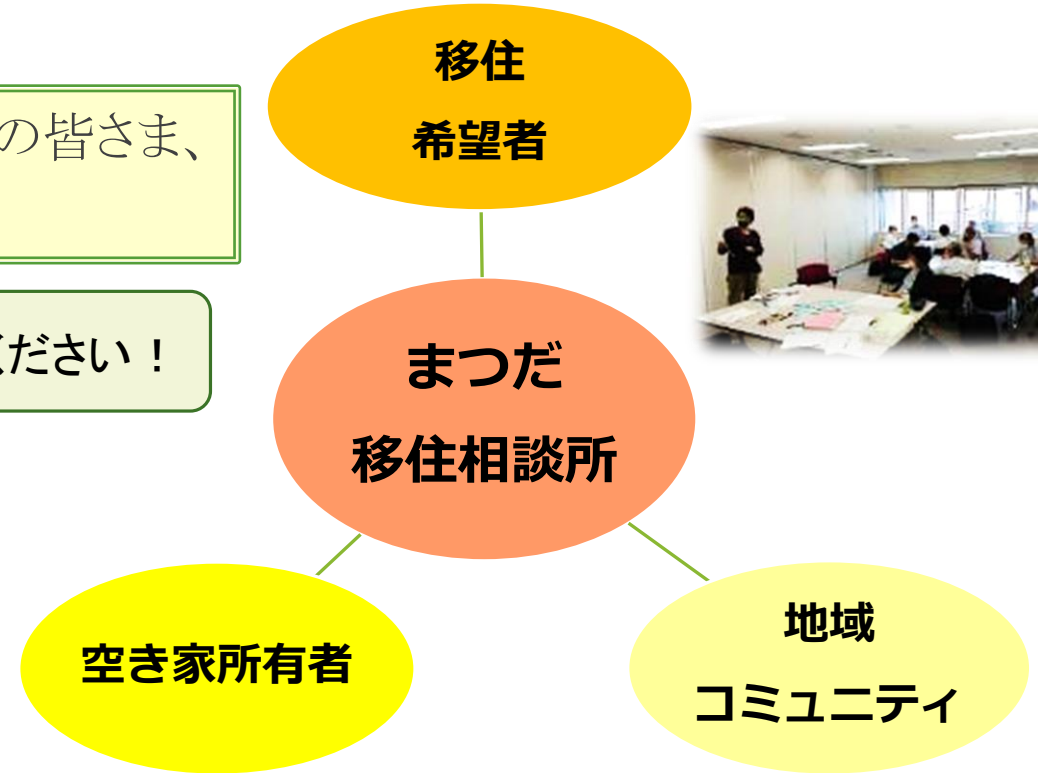 移住
希望者
の皆さま、
ください！
まつだ
移住相談所
空き家所有者
地域
コミュニティ